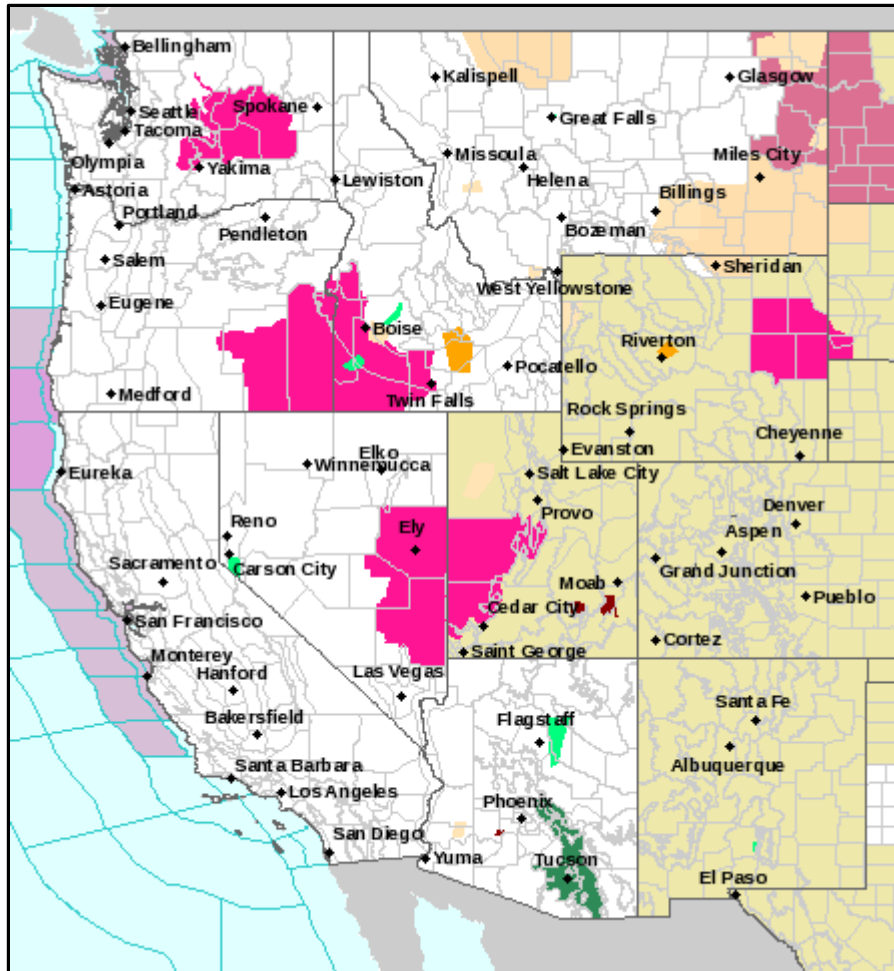 Bellingham
Kalispell
Glasgow
Spokane
Seattle
Great Falls
Tacoma
Olympia
Missoula
Miles City
Yakima
Helena
Lewiston
Astoria
Billings
Portland
Pendleton
Bozeman
Salem
Sheridan
West Yellowstone
Eugene
Boise
Riverton
Pocatello
Medford
Twin Falls
Rock Springs
Cheyenne
Elko
Evanston
Winnemucca
Eureka
Salt Lake City
Provo
Denver
Reno
Ely
Aspen
Sacramento
Carson City
Grand Junction
Moab
Pueblo
Cedar City
San Francisco
Cortez
Saint George
Monterey
Hanford
Las Vegas
Santa Fe
Bakersfield
Flagstaff
Albuquerque
Santa Barbara
Los Angeles
Phoenix
San Diego
Yuma
Tucson
El Paso